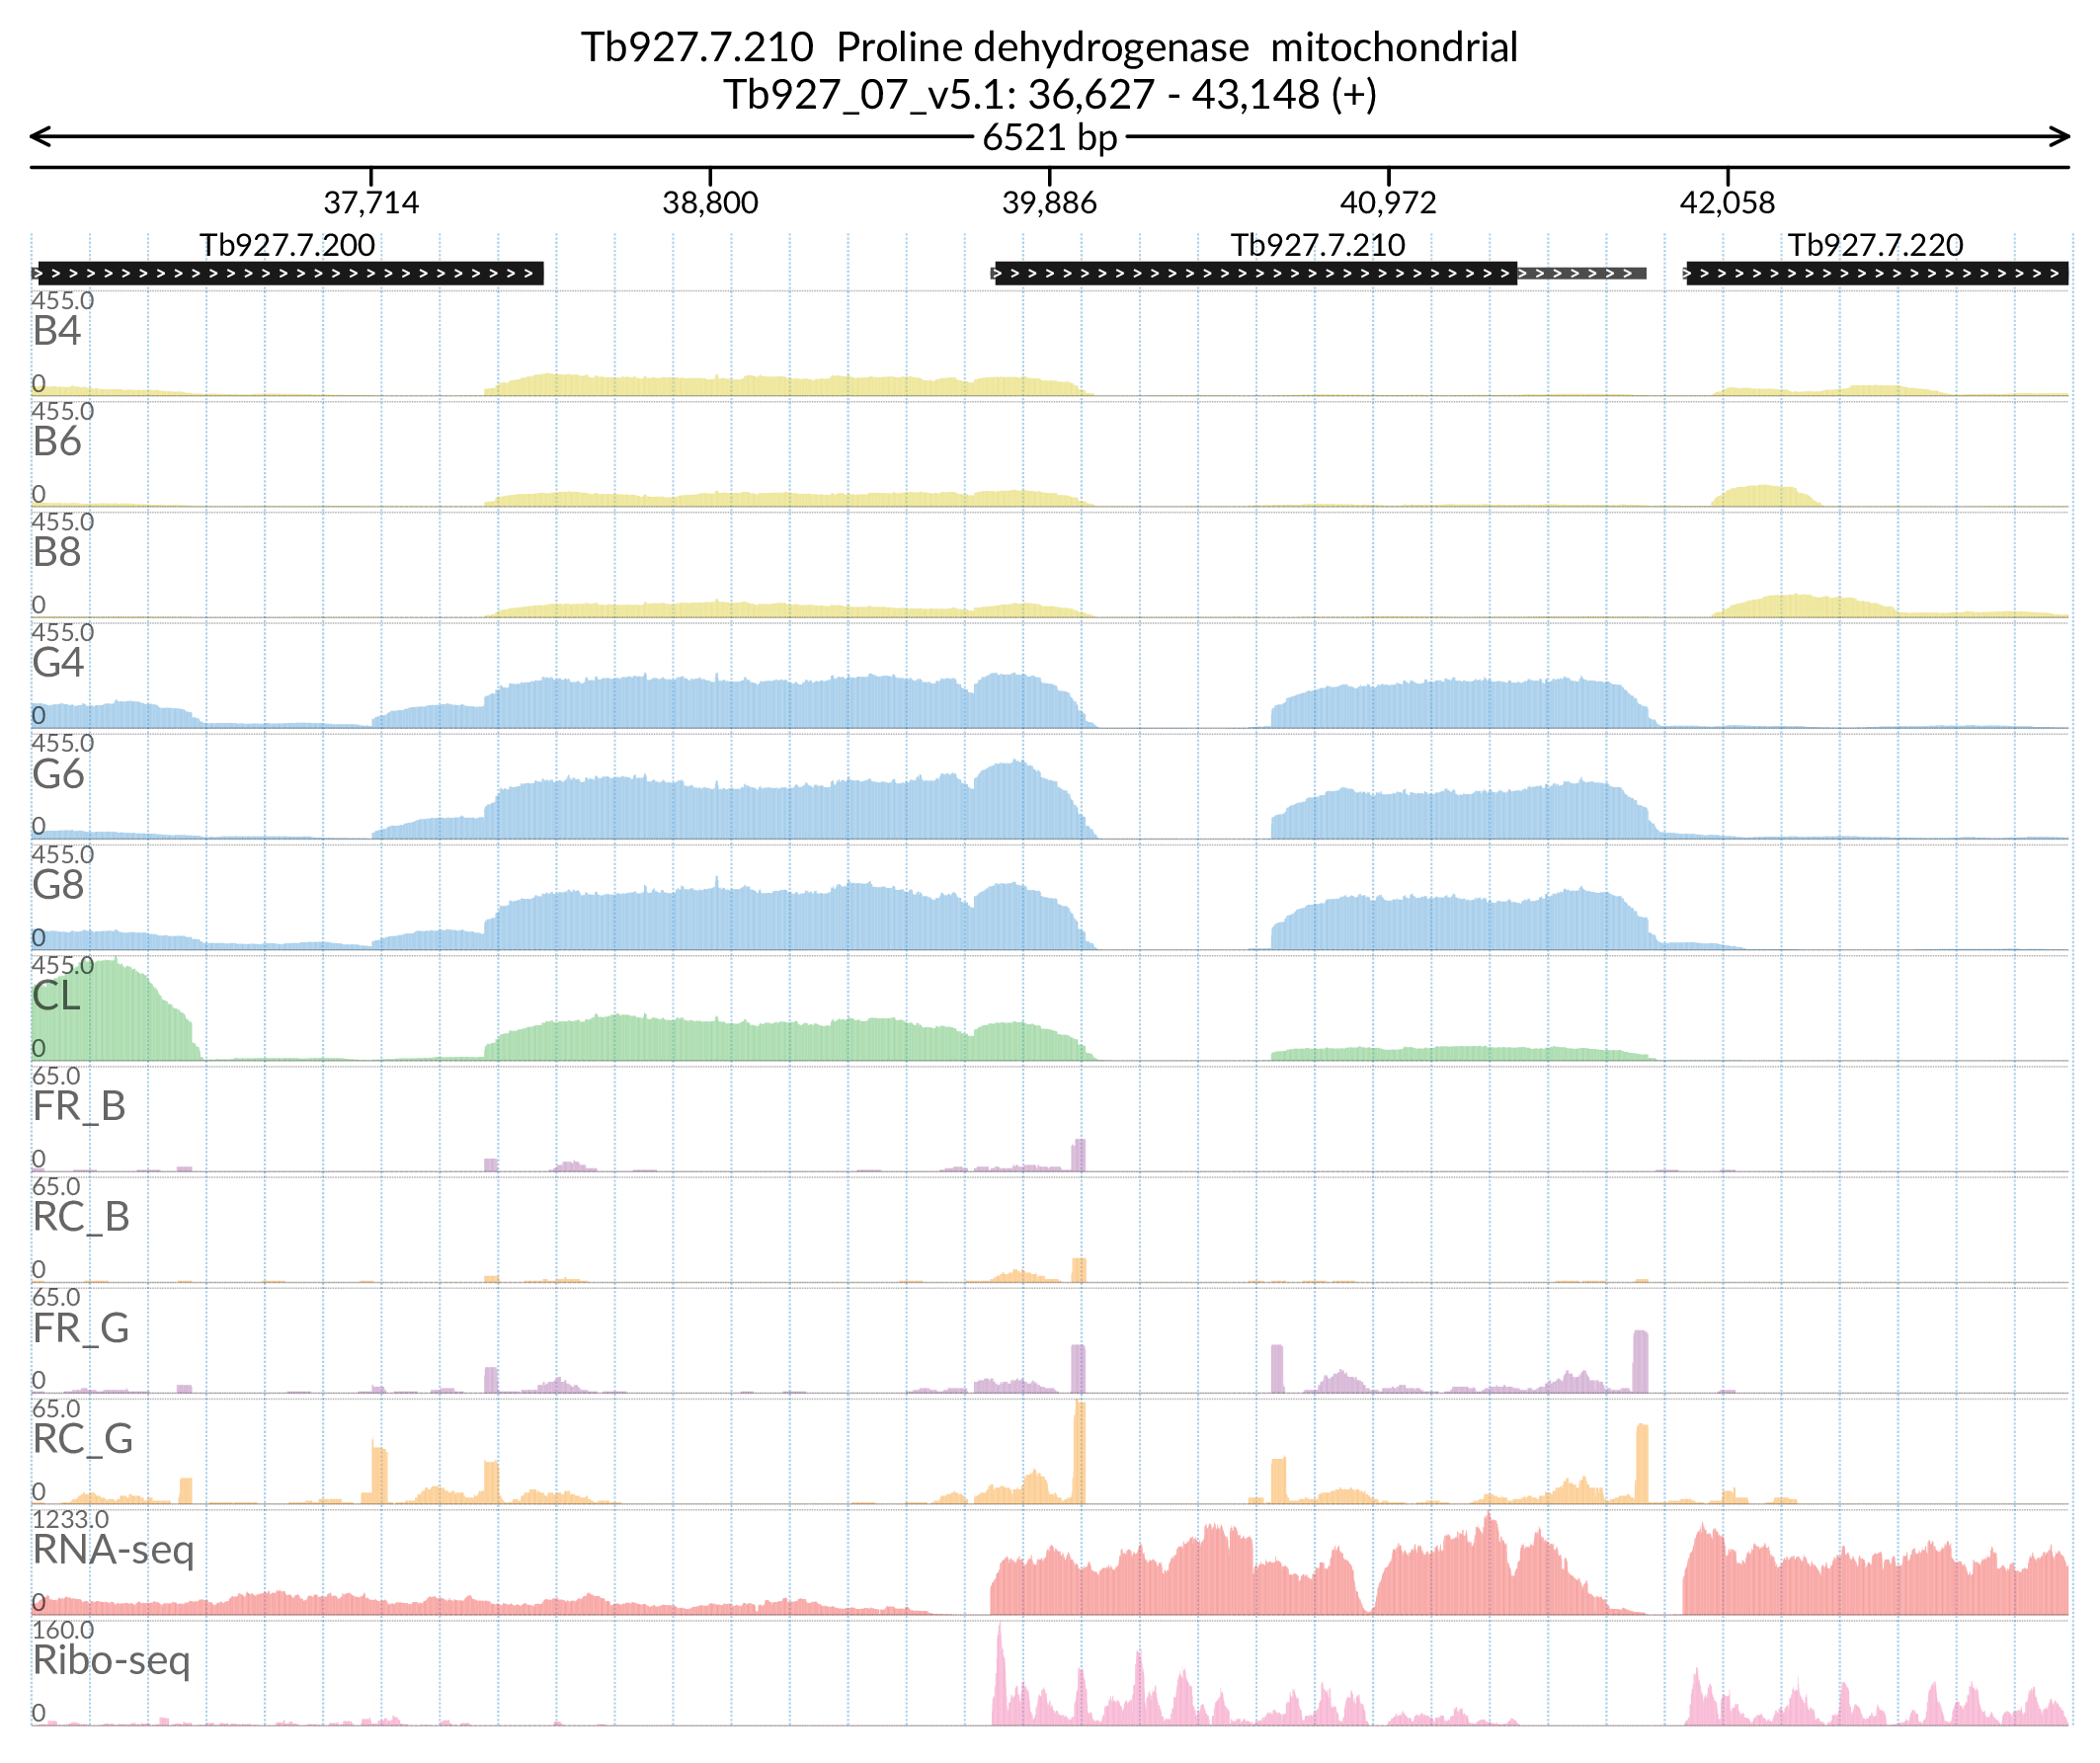 Tb927.7.210  Proline dehydrogenase  mitochondrial
Tb927_07_v5.1: 36,627 - 43,148 (+)
6521 bp
37,714 38,800 39,886 40,972 42,058
Tb927.7.200 Tb927.7.210 Tb927.7.220
455.0
B4
0
455.0
B6
0
455.0
B8
0
455.0
G4
0
455.0
G6
0
455.0
G8
0
455.0
CL
0
65.0
FR_B
0
65.0
RC_B
0
65.0
FR_G
0
65.0
RC_G
0
1233.0
RNA-seq
0
160.0
Ribo-seq
0